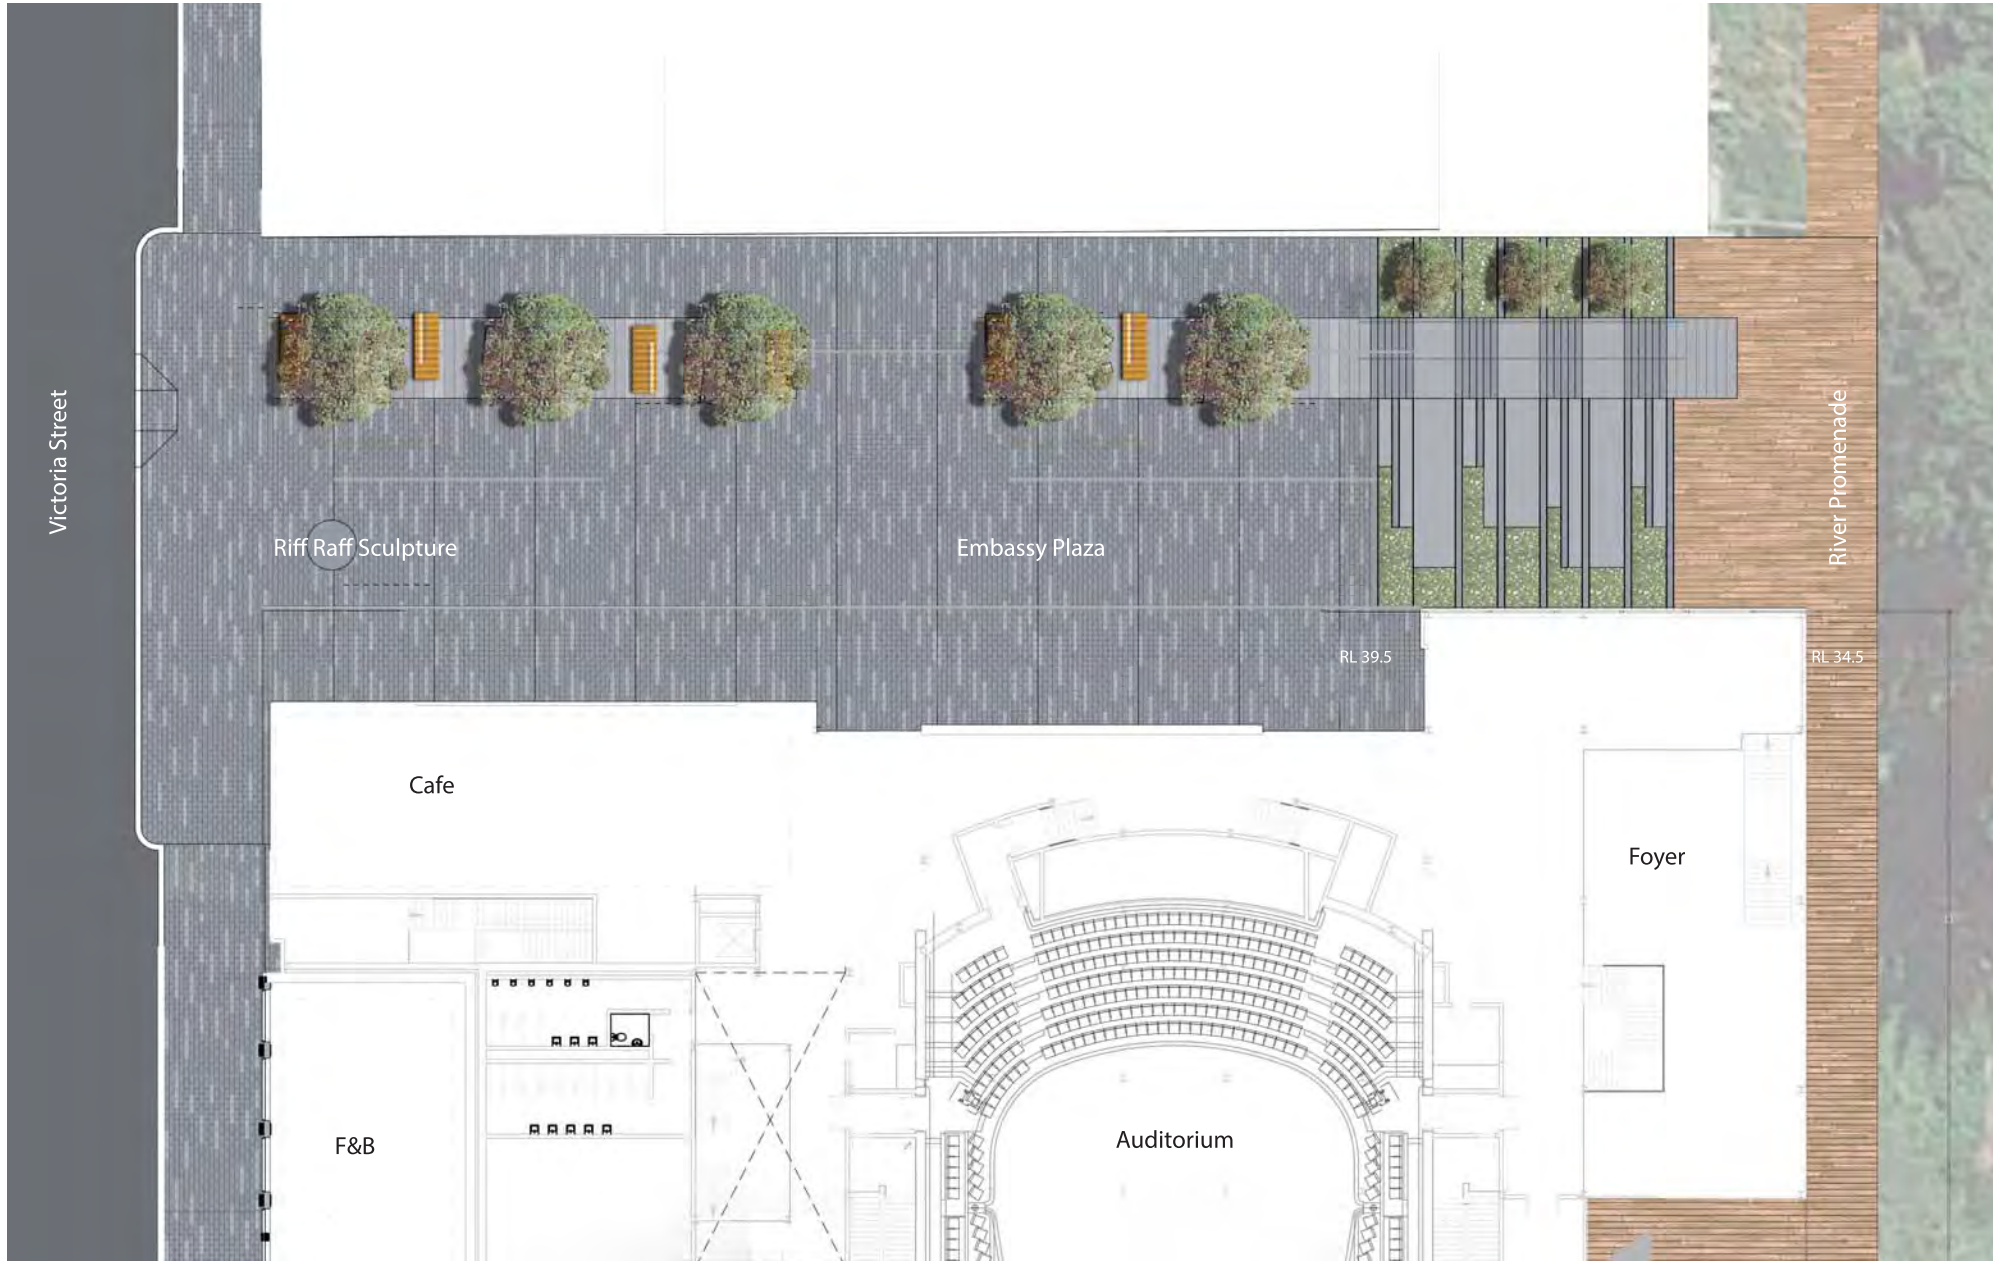 Victoria Street
Riff Raff Sculpture
Embassy Plaza
River Promenade
RL 39.5
RL 34.5
Cafe
Foyer
F&B
Auditorium